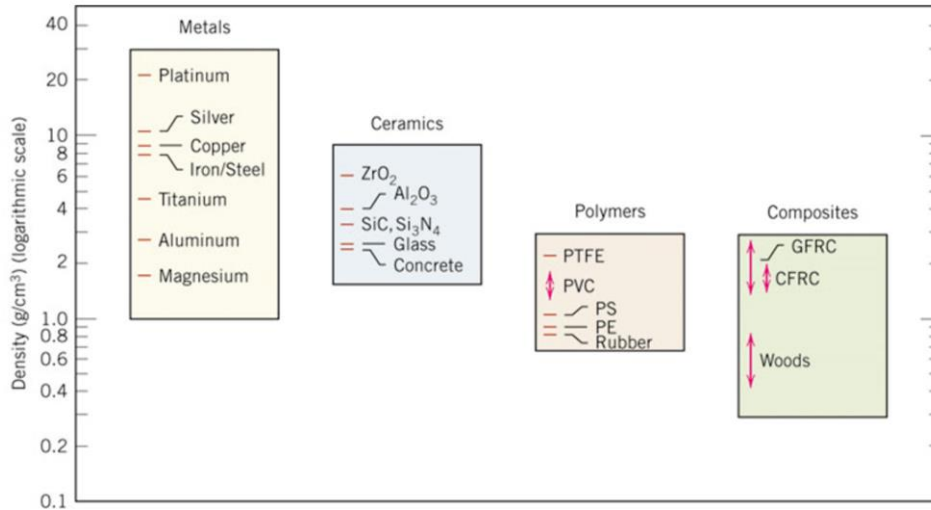 Density (g/cm³) (logarithmic scale)
40
20
10
8
6
4
2
1.0
0.8
0.6
0.4
0.2
0.1
Metals
Platinum
Silver
Copper
Iron/Steel
Titanium
Aluminum
Magnesium
Ceramics
ZrO₂
Al₂O₃
SiC, Si₃N₄
Glass
Concrete
Polymers
PTFE
PVC
PS
PE
Rubber
Composites
GFRC
CFRC
Woods